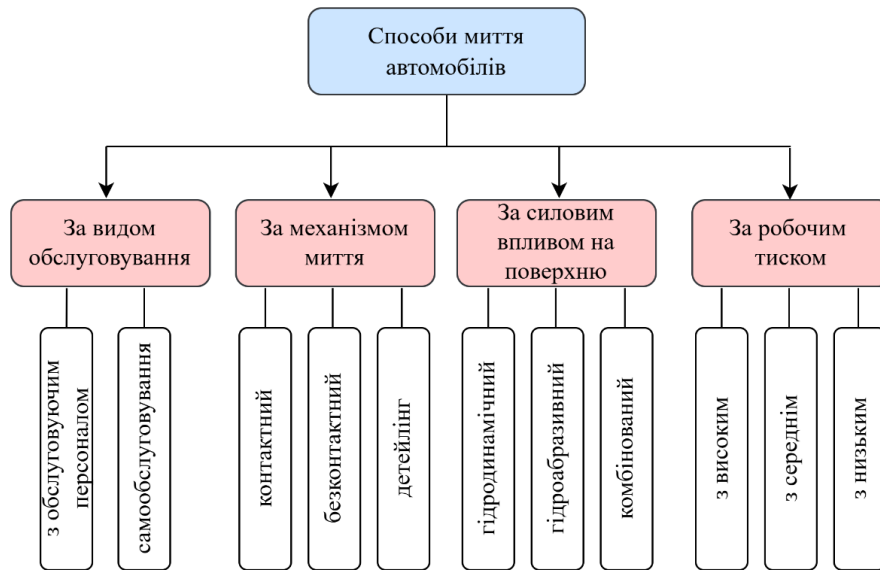 Способи миття
автомобілів
За видом
обслуговування
За механізмом
миття
За силовим
впливом на
поверхню
За робочим
тиском
з обслуговуючим
персоналом
самообслуговування
контактний
безконтактний
детейлінг
гідродинамічний
гідроабразивний
комбінований
з високим
з середнім
з низьким